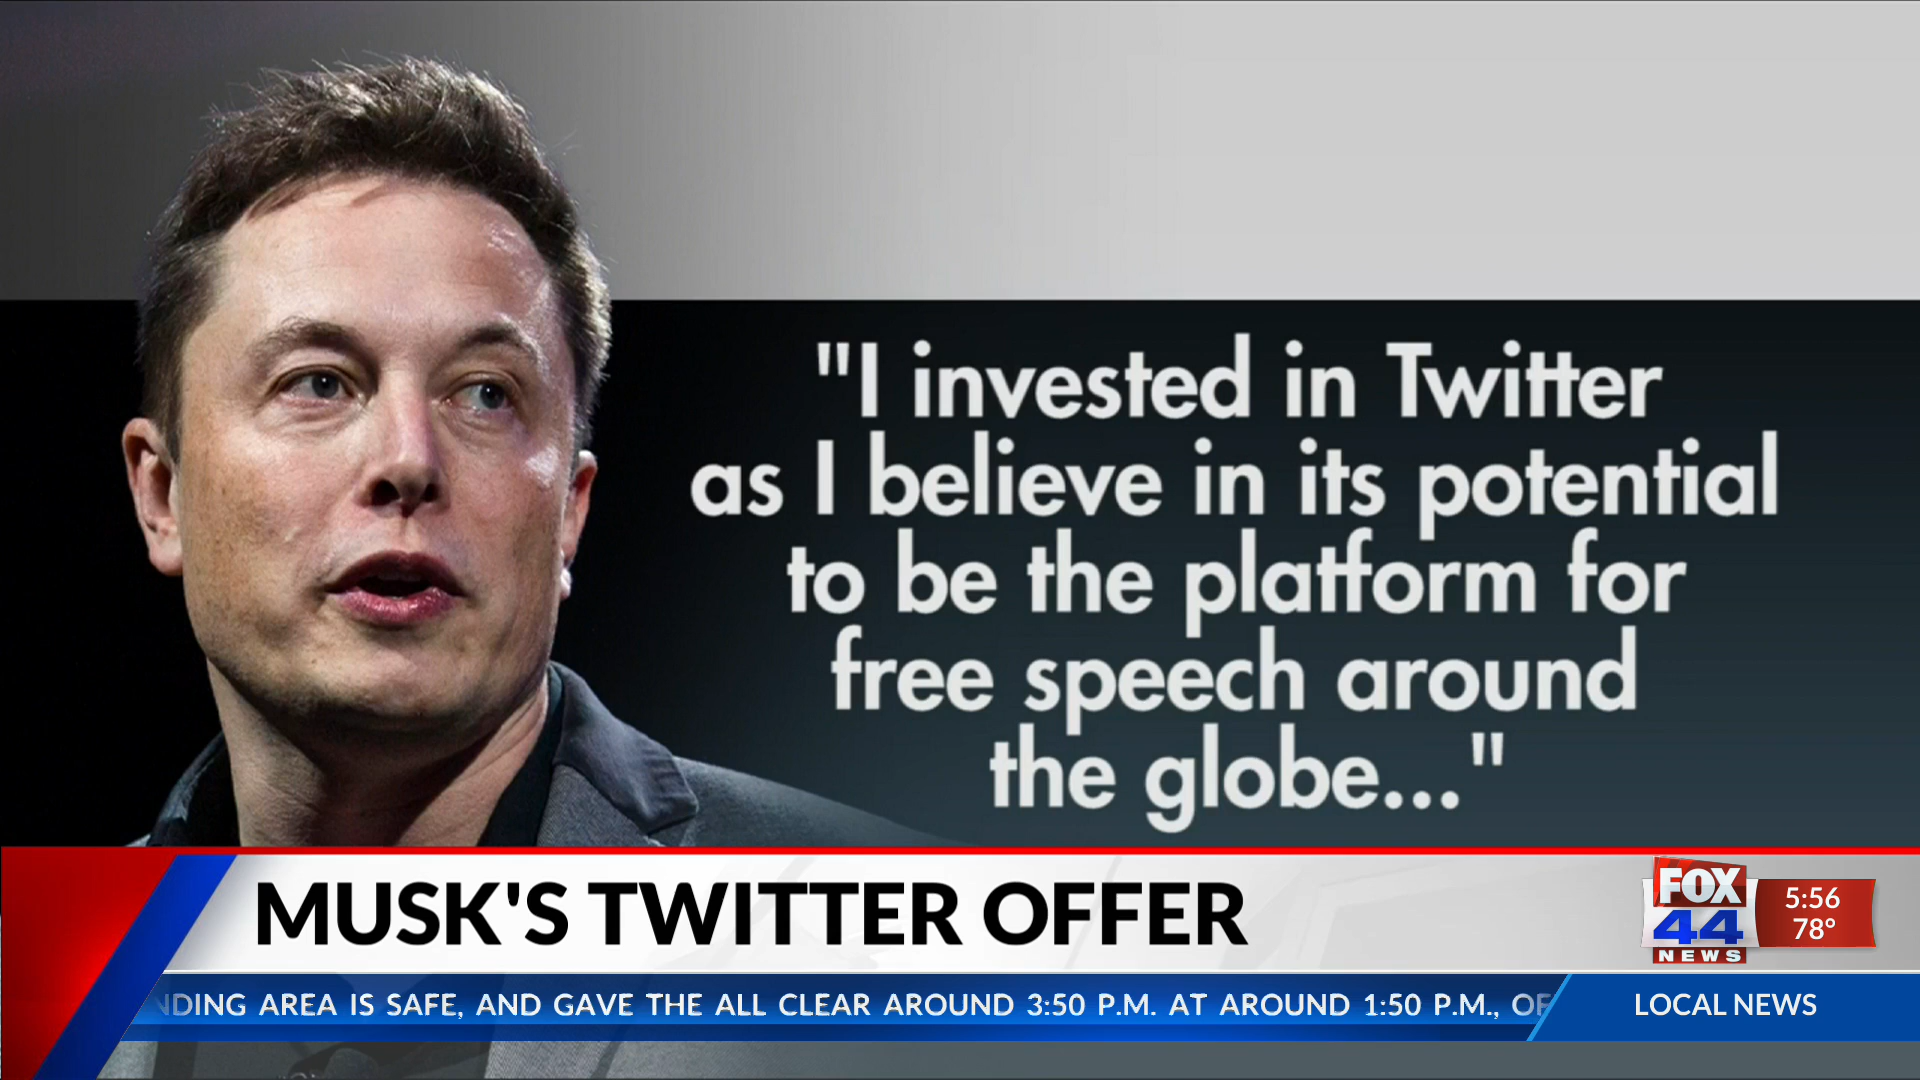 "I invested in Twitter
as I believe in its potential
to be the platform for
free speech around
the globe..."
MUSK'S TWITTER OFFER
FOX
44
NEWS
5:56
78°
NDING AREA IS SAFE, AND GAVE THE ALL CLEAR AROUND 3:50 P.M. AT AROUND 1:50 P.M., OF
LOCAL NEWS